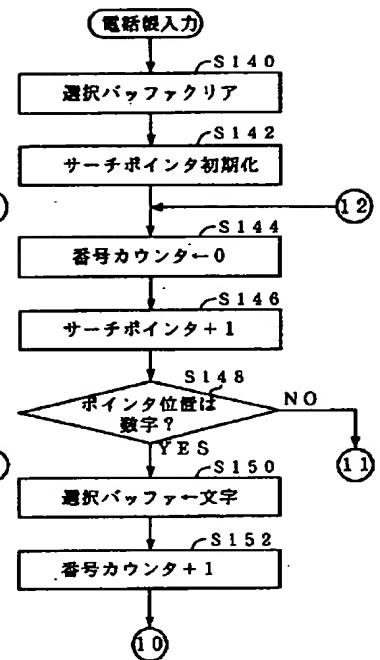 電話帳入力
S140
選択バッファクリア
S142
サーチポインタ初期化
12
S144
番号カウンタ←0
S146
サーチポインタ+1
S148
ポインタ位置は
数字?
NO
YES
11
S150
選択バッファ←文字
S152
番号カウンタ+1
10